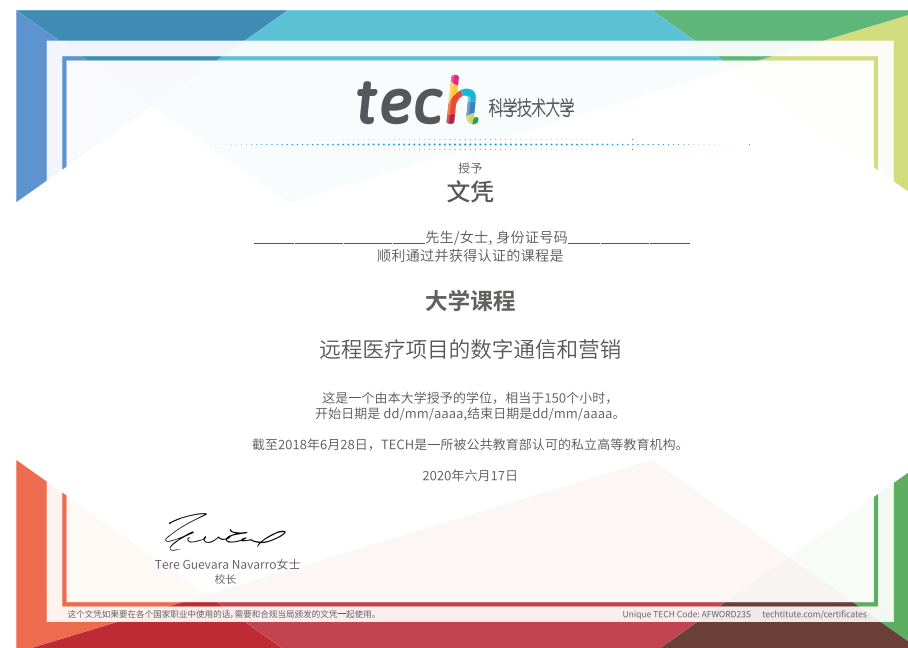 tech 科学技术大学
授予
文凭
______________________先生/女士, 身份证号码________________
顺利通过并获得认证的课程是
大学课程
远程医疗项目的数字通信和营销
这是一个由本大学授予的学位，相当于150个小时，
开始日期是 dd/mm/aaaa,结束日期是dd/mm/aaaa。
截至2018年6月28日，TECH是一所被公共教育部认可的私立高等教育机构。
2020年六月17日
Tere Guevara Navarro女士
校长
这个文凭如果要在各个国家职业中使用的话,需要和合规当局颁发的文凭一起使用。
Unique TECH Code: AFWORD23S techtitute.com/certificates